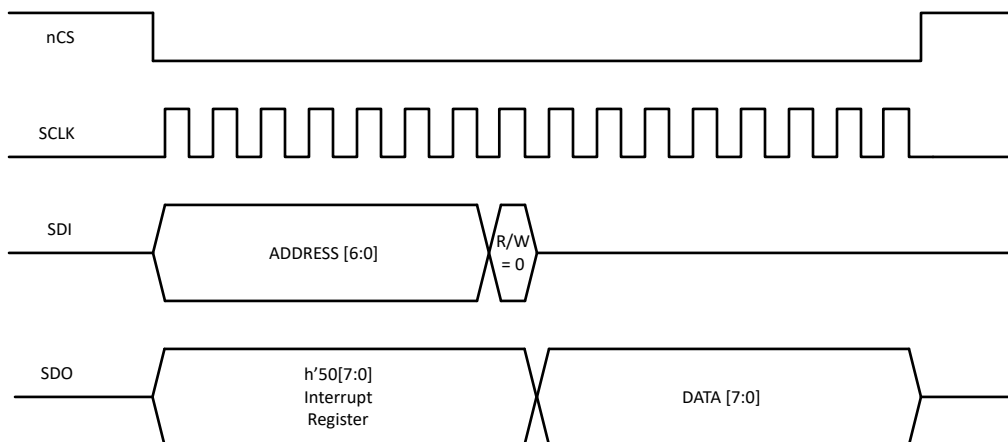 nCS
SCLK
SDI
ADDRESS [6:0]
R/W
= 0
SDO
h’50[7:0]
Interrupt
Register
DATA [7:0]